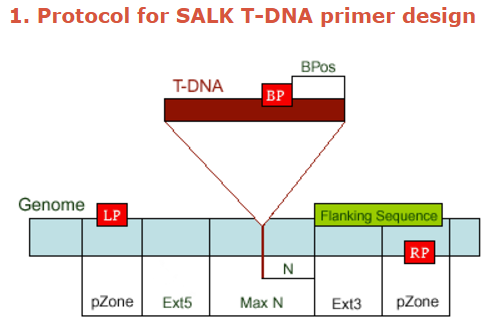 1. Protocol for SALK T-DNA primer design
BPos
T-DNA
BP
Genome
LP
Flanking Sequence
RP
N
pZone
Ext5
Max N
Ext3
pZone